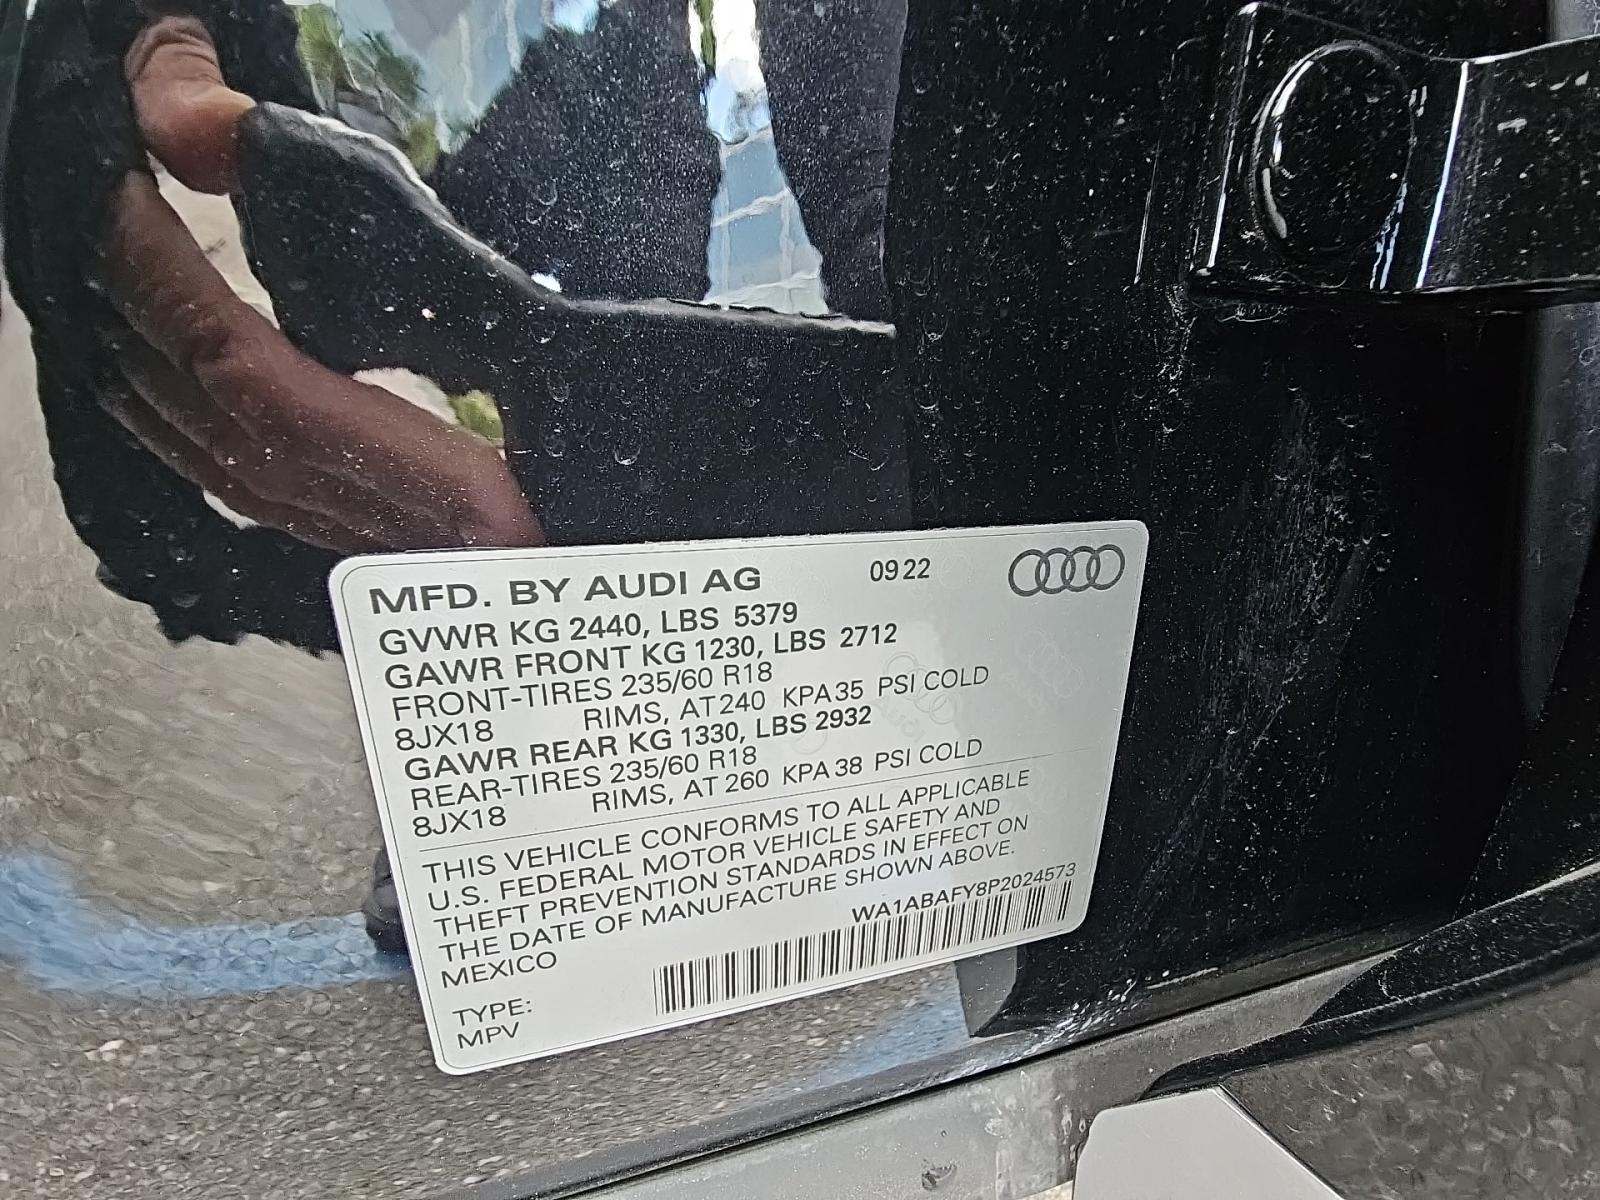 MFD. BY AUDI AG 09 22
GVWR KG 2440, LBS 5379
GAWR FRONT KG 1230, LBS 2712
FRONT-TIRES 235/60 R18
8JX18 RIMS, AT 240 KPA 35 PSI COLD
GAWR REAR KG 1330, LBS 2932
REAR-TIRES 235/60 R18
8JX18 RIMS, AT 260 KPA 38 PSI COLD
THIS VEHICLE CONFORMS TO ALL APPLICABLE
U.S. FEDERAL MOTOR VEHICLE SAFETY AND
THEFT PREVENTION STANDARDS IN EFFECT ON
THE DATE OF MANUFACTURE SHOWN ABOVE.
MEXICO WA1ABAFY8P2024573
TYPE:
MPV